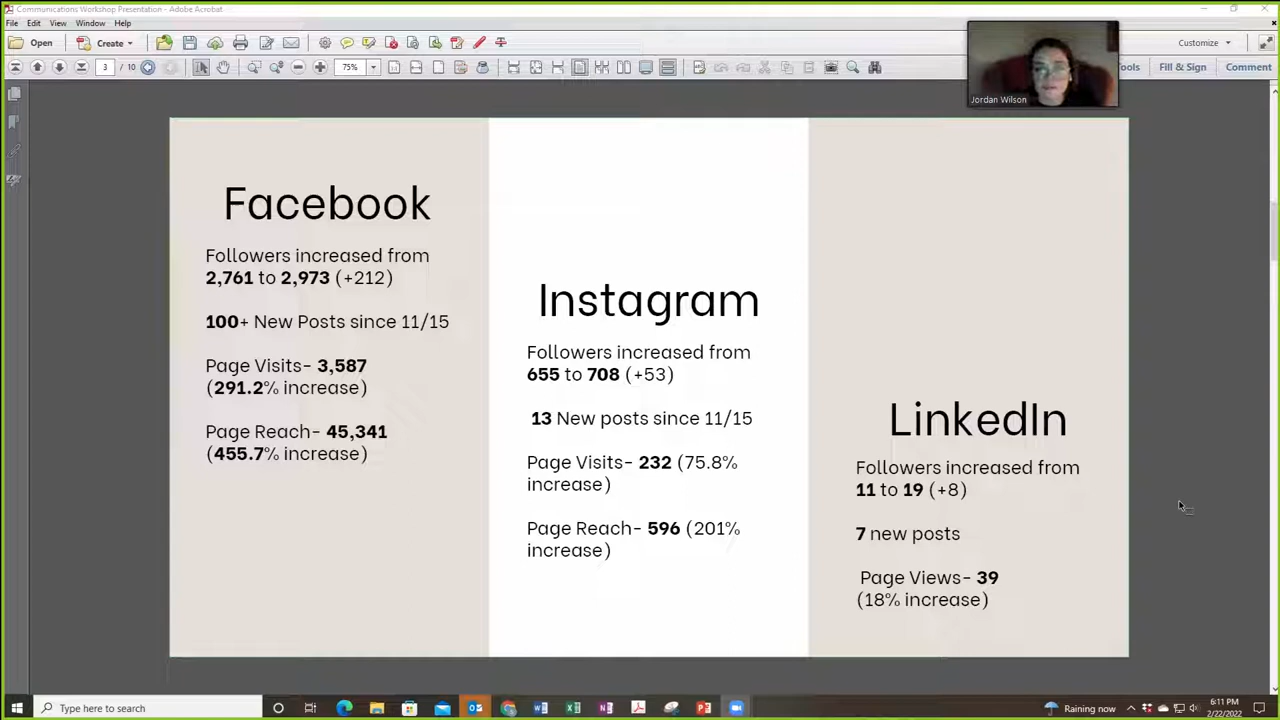 Communications Workshop Presentation - Adobe Acrobat
File Edit View Window Help
Open Create Customize
3 / 10 75% Tools Fill & Sign Comment
Jordan Wilson
Facebook
Followers increased from
2,761 to 2,973 (+212)
100+ New Posts since 11/15
Page Visits- 3,587
(291.2% increase)
Page Reach- 45,341
(455.7% increase)
Instagram
Followers increased from
655 to 708 (+53)
13 New posts since 11/15
Page Visits- 232 (75.8%
increase)
Page Reach- 596 (201%
increase)
LinkedIn
Followers increased from
11 to 19 (+8)
7 new posts
Page Views- 39
(18% increase)
Type here to search
Raining now
6:11 PM
2/22/2022